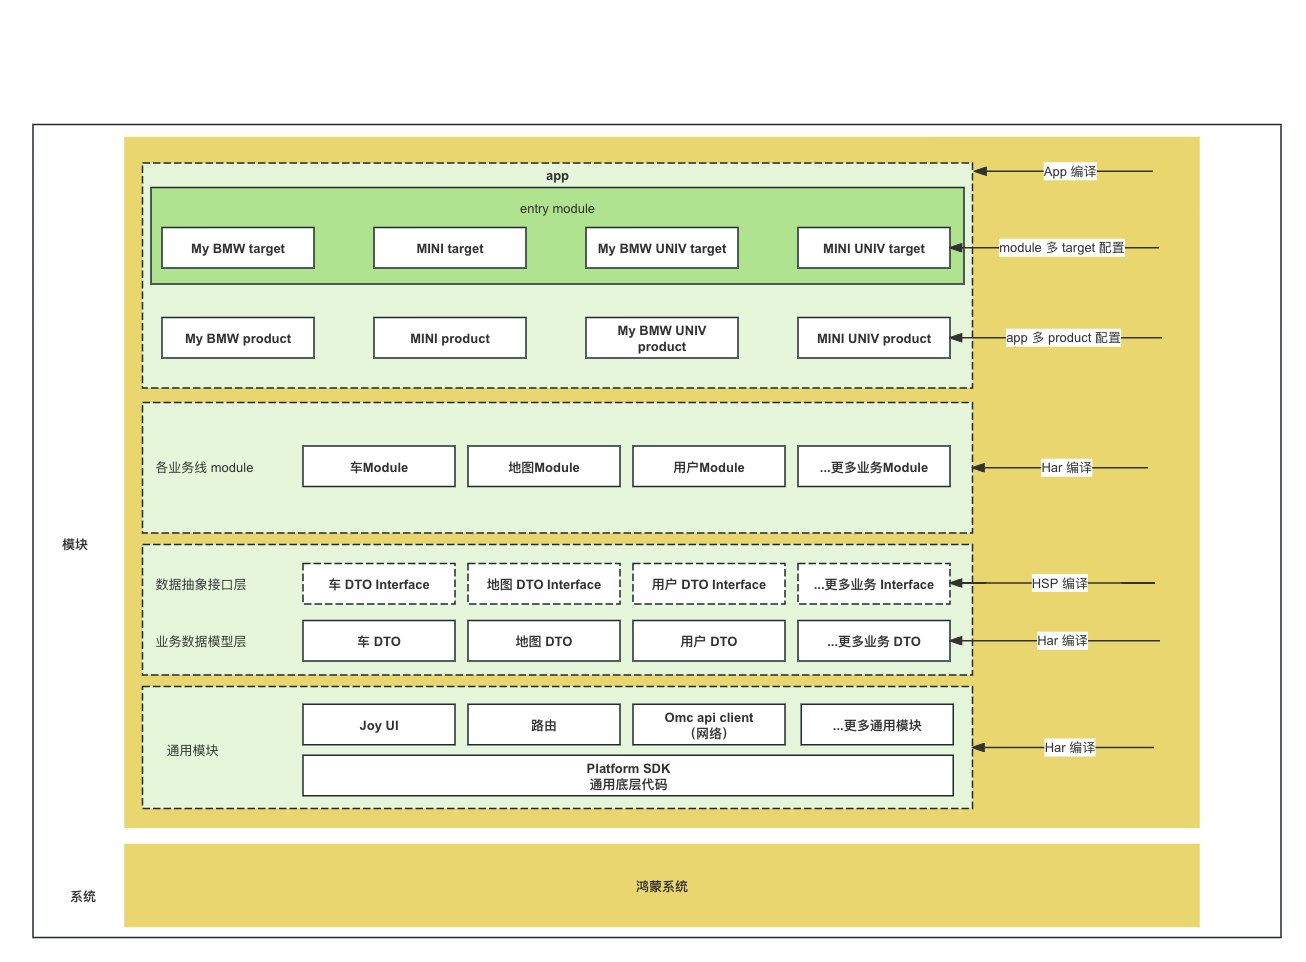 app
App 编译
entry module
My BMW target
MINI target
My BMW UNIV target
MINI UNIV target
module 多 target 配置
My BMW product
MINI product
My BMW UNIV
product
MINI UNIV product
app 多 product 配置
各业务线 module
车Module
地图Module
用户Module
...更多业务Module
Har 编译
模块
数据抽象接口层
车 DTO Interface
地图 DTO Interface
用户 DTO Interface
...更多业务 Interface
HSP 编译
业务数据模型层
车 DTO
地图 DTO
用户 DTO
...更多业务 DTO
Har 编译
通用模块
Joy UI
路由
Omc api client
（网络）
...更多通用模块
Har 编译
Platform SDK
通用底层代码
系统
鸿蒙系统